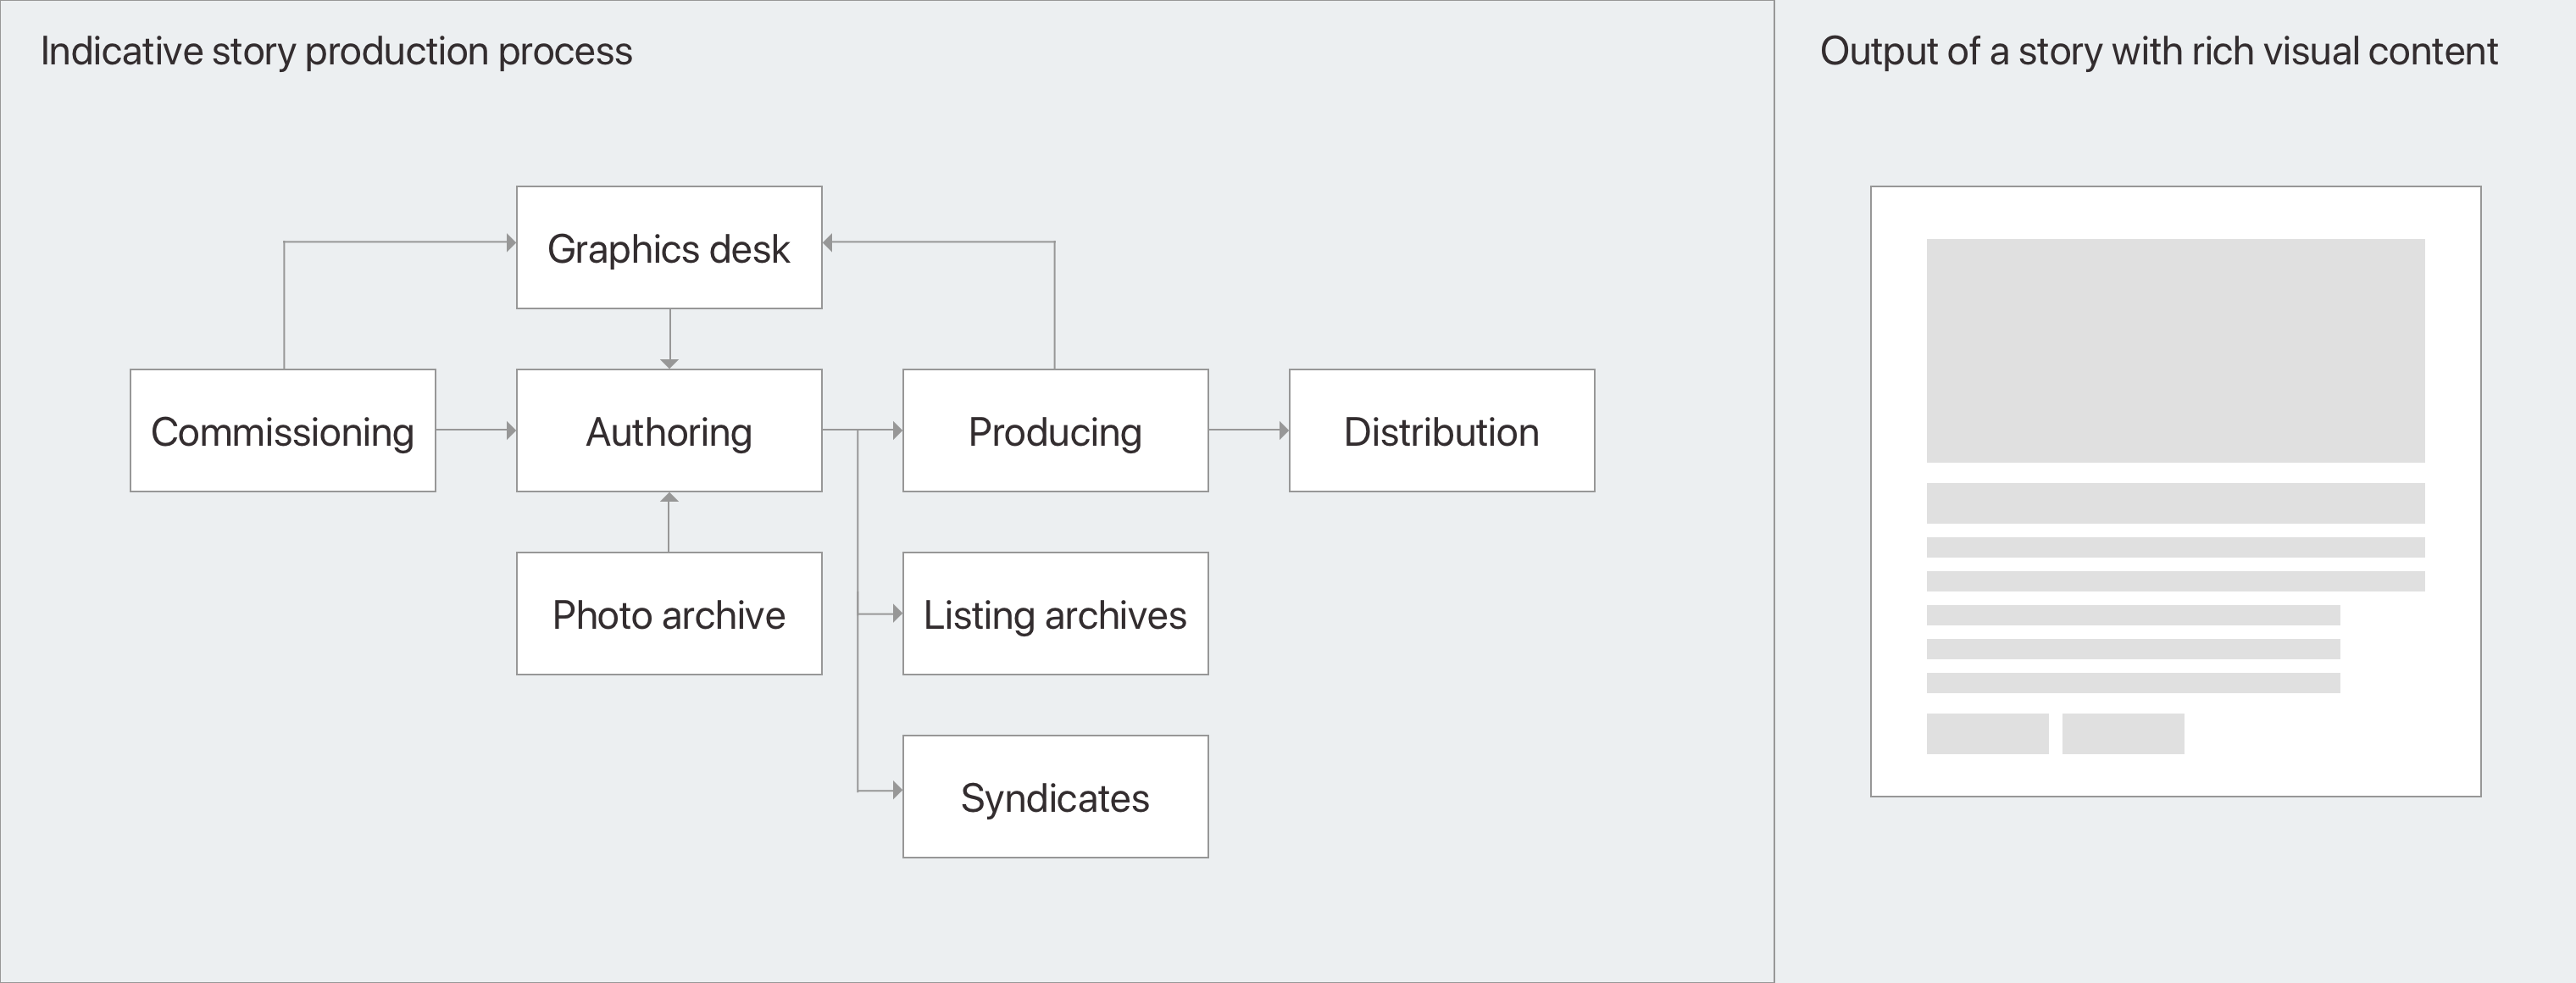 Indicative story production process
Output of a story with rich visual content
Graphics desk
Commissioning
Authoring
Producing
Distribution
Photo archive
Listing archives
Syndicates